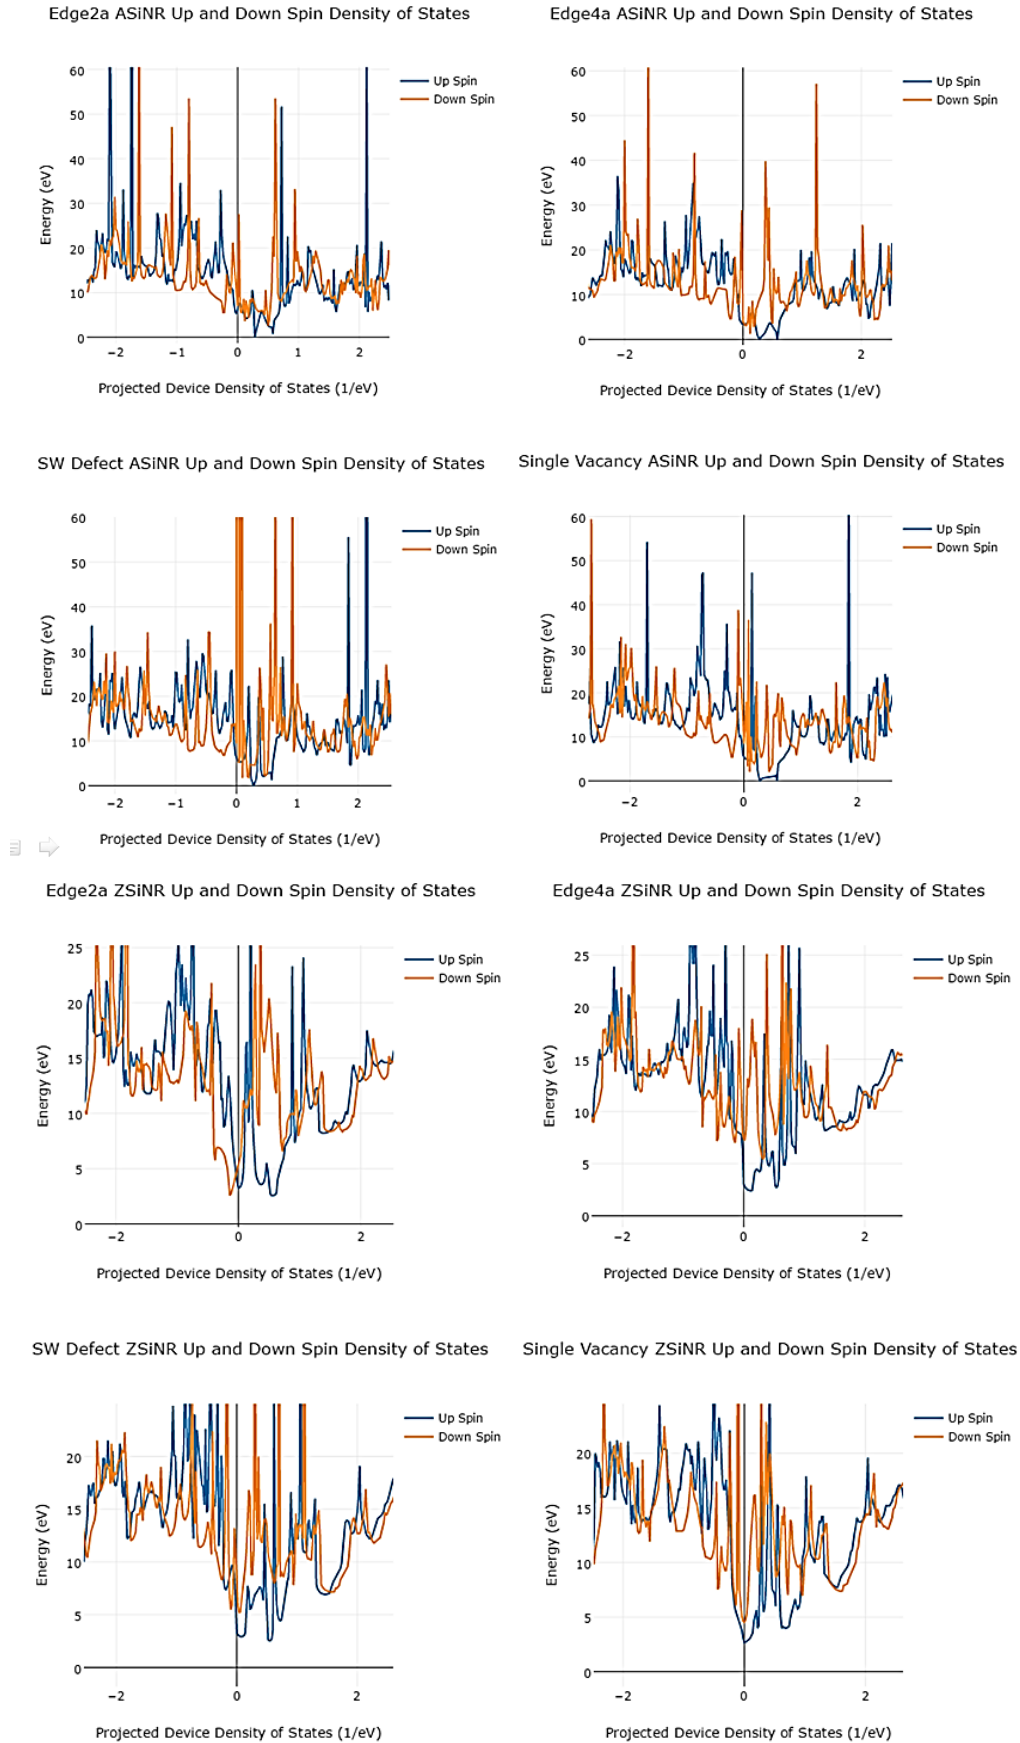 Edge2a ASiNR Up and Down Spin Density of States
60
50
40
30
20
10
0
Energy (eV)
−2
−1
0
1
2
Up Spin
Down Spin
Projected Device Density of States (1/eV)
Edge4a ASiNR Up and Down Spin Density of States
60
50
40
30
20
10
0
Energy (eV)
−2
0
2
Up Spin
Down Spin
Projected Device Density of States (1/eV)
SW Defect ASiNR Up and Down Spin Density of States
60
50
40
30
20
10
0
Energy (eV)
−2
−1
0
1
2
Up Spin
Down Spin
Projected Device Density of States (1/eV)
Single Vacancy ASiNR Up and Down Spin Density of States
60
50
40
30
20
10
0
Energy (eV)
−2
0
2
Up Spin
Down Spin
Projected Device Density of States (1/eV)
Edge2a ZSiNR Up and Down Spin Density of States
25
20
15
10
5
0
Energy (eV)
−2
0
2
Up Spin
Down Spin
Projected Device Density of States (1/eV)
Edge4a ZSiNR Up and Down Spin Density of States
25
20
15
10
5
0
Energy (eV)
−2
0
2
Up Spin
Down Spin
Projected Device Density of States (1/eV)
SW Defect ZSiNR Up and Down Spin Density of States
20
15
10
5
0
Energy (eV)
−2
0
2
Up Spin
Down Spin
Projected Device Density of States (1/eV)
Single Vacancy ZSiNR Up and Down Spin Density of States
20
15
10
5
0
Energy (eV)
−2
0
2
Up Spin
Down Spin
Projected Device Density of States (1/eV)